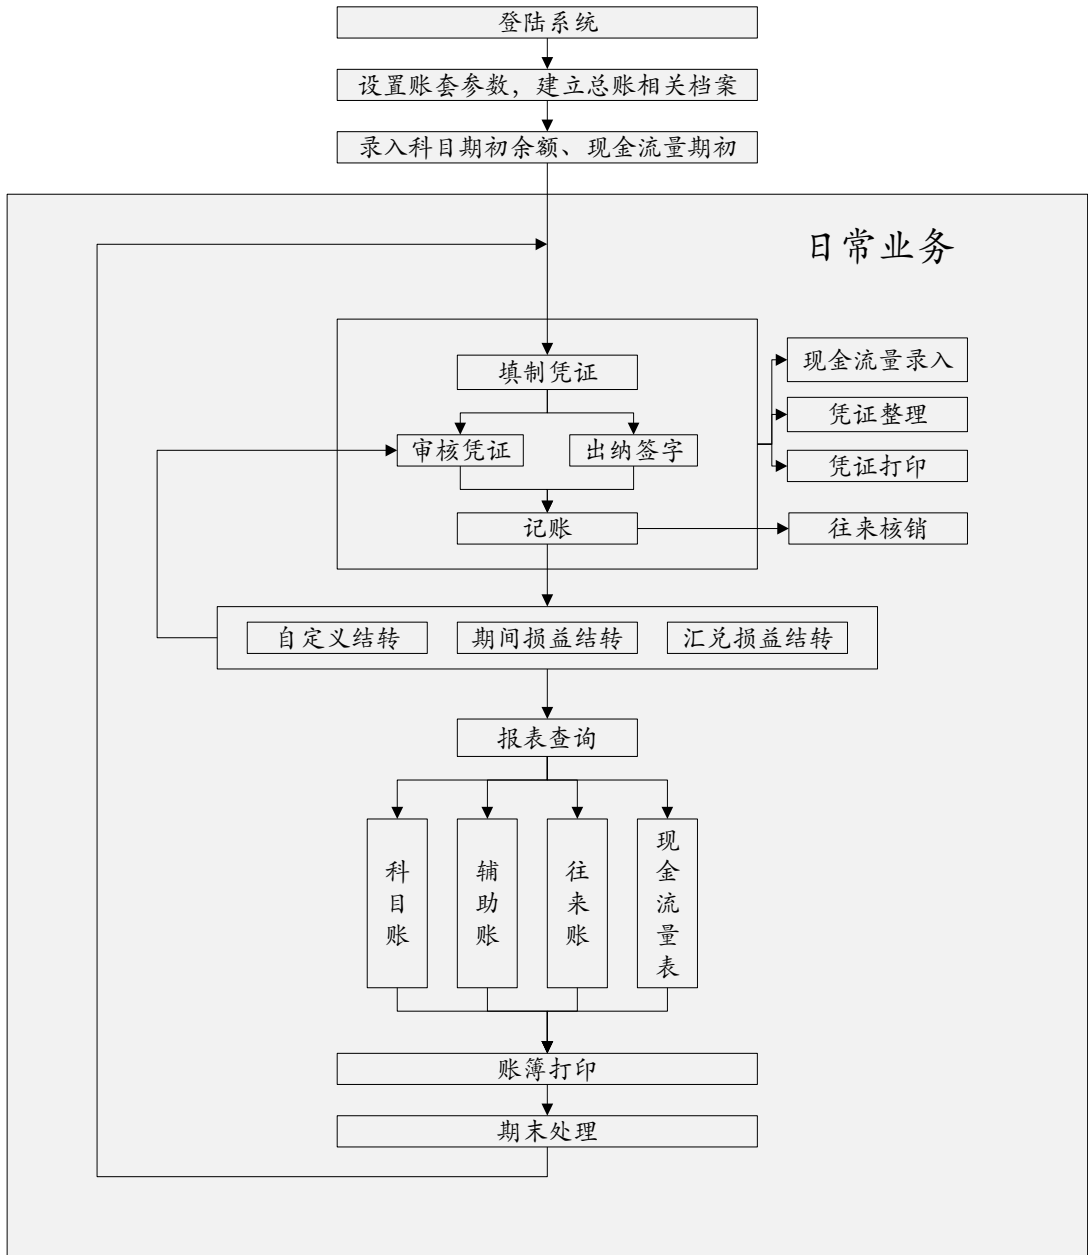 登陆系统
设置账套参数，建立总账相关档案
录入科目期初余额、现金流量期初
日常业务
填制凭证
现金流量录入
凭证整理
审核凭证
出纳签字
凭证打印
记账
往来核销
自定义结转
期间损益结转
汇兑损益结转
报表查询
科目账
辅助账
往来账
现金流量表
账簿打印
期末处理